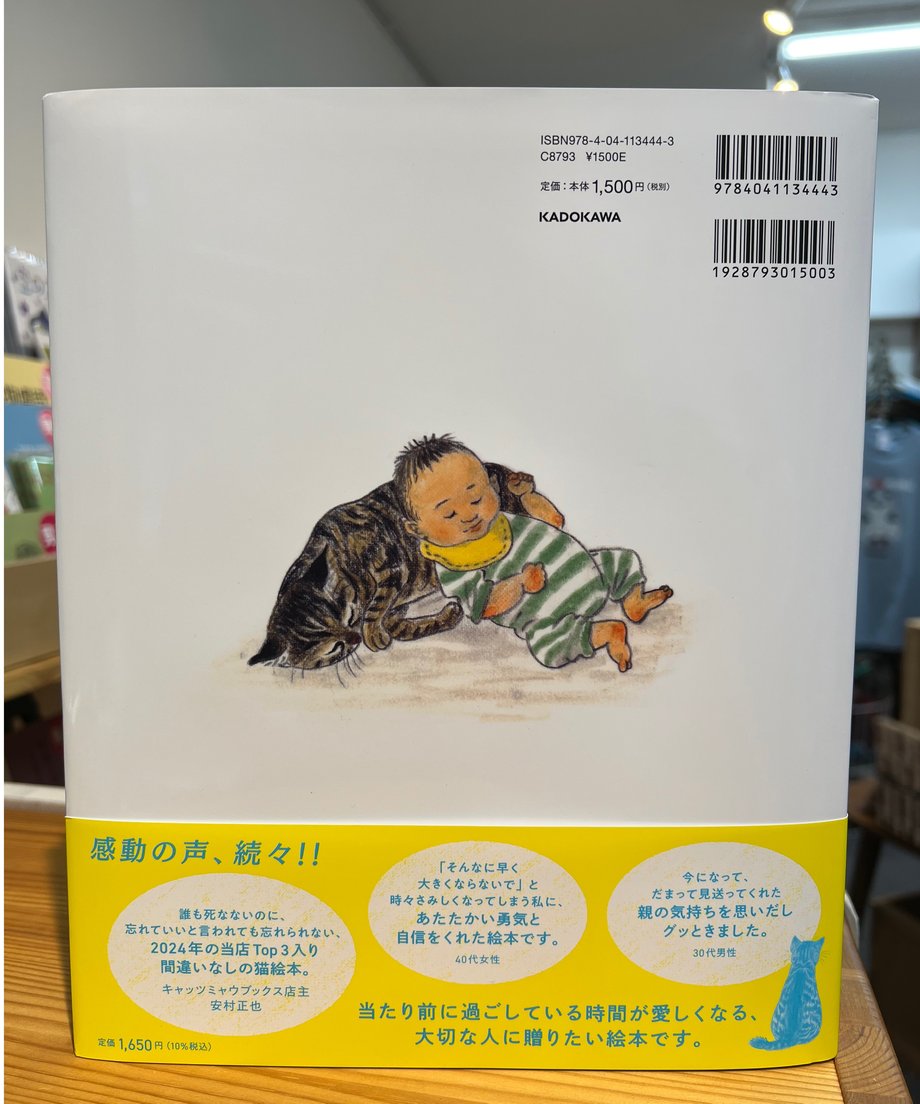 ISBN978-4-04-113444-3
C8793 ¥1500E
定価：本体1,500円（税別）
KADOKAWA
9784041134443
1928793015003
感動の声、続々!!
誰も死なないのに、
忘れていいと言われても忘れられない、
2024年の当店Top3入り
間違いなしの猫絵本。
キャッツミャウブックス店主
安村正也
「そんなに早く
大きくならないで」と
時々さみしくなってしまう私に、
あたたかい勇気と
自信をくれた絵本です。
40代女性
今になって、
だまって見送ってくれた
親の気持ちを思いだし
グッときました。
30代男性
当たり前に過ごしている時間が愛しくなる、
大切な人に贈りたい絵本です。
定価1,650円（10%税込）